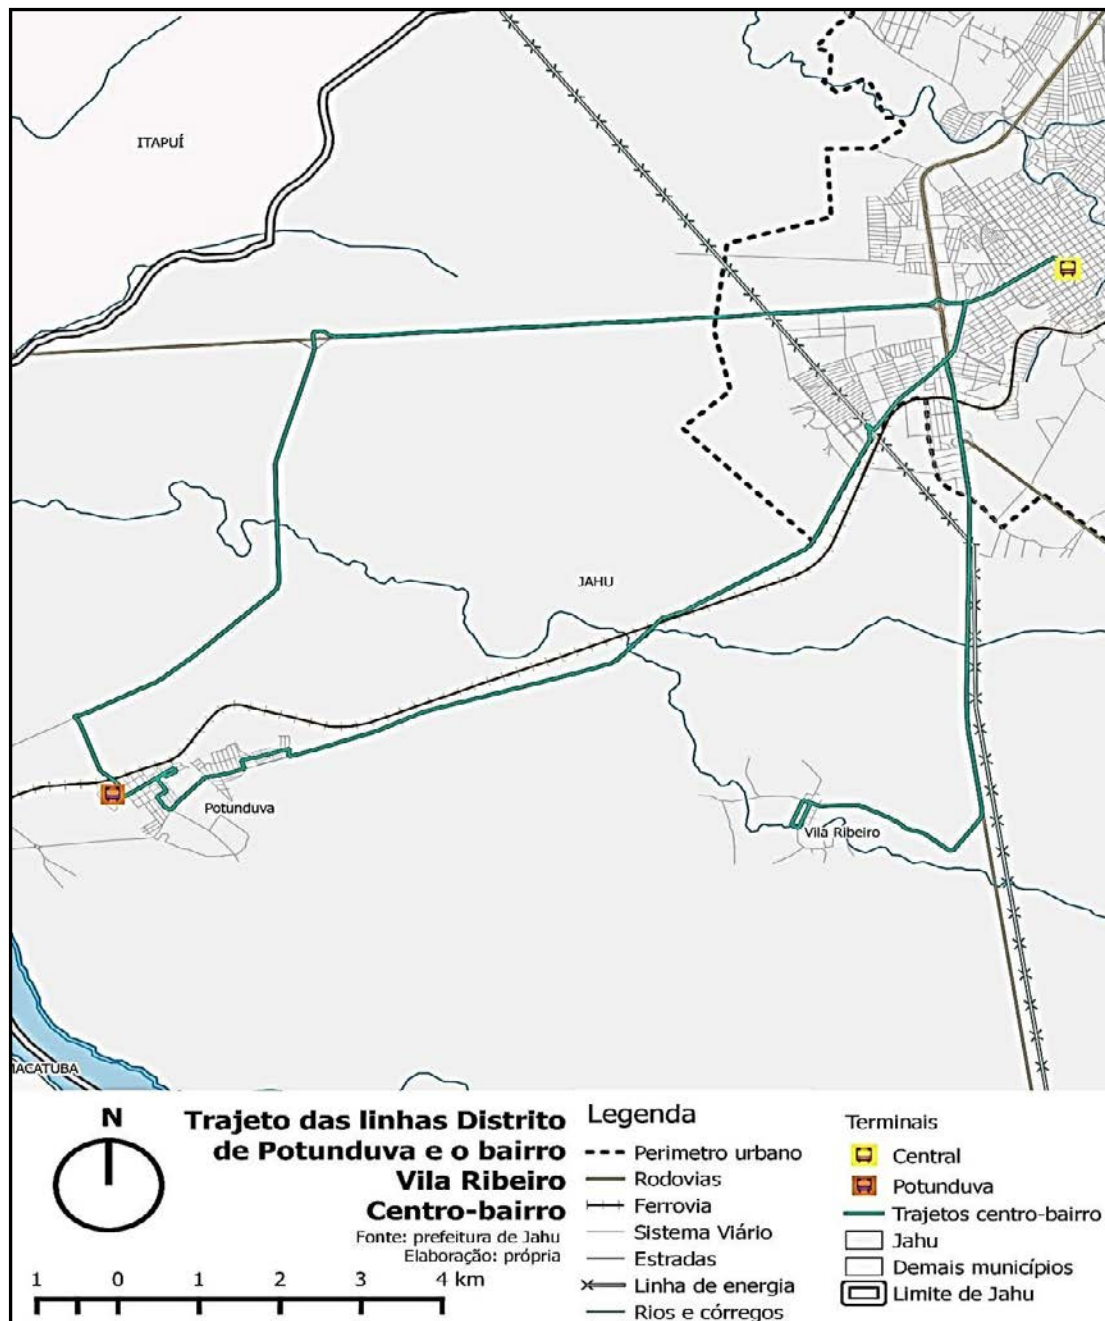 ITAPUÍ
JAHU
Potunduva
Vila Ribeiro
MACATUBA
N
Trajeto das linhas Distrito
de Potunduva e o bairro
Vila Ribeiro
Centro-bairro
Fonte: prefeitura de Jahu
Elaboração: própria
1 0 1 2 3 4 km
Legenda
Perimetro urbano
Rodovias
Ferrovia
Sistema Viário
Estradas
Linha de energia
Rios e córregos
Terminais
Central
Potunduva
Trajetos centro-bairro
Jahu
Demais municípios
Limite de Jahu